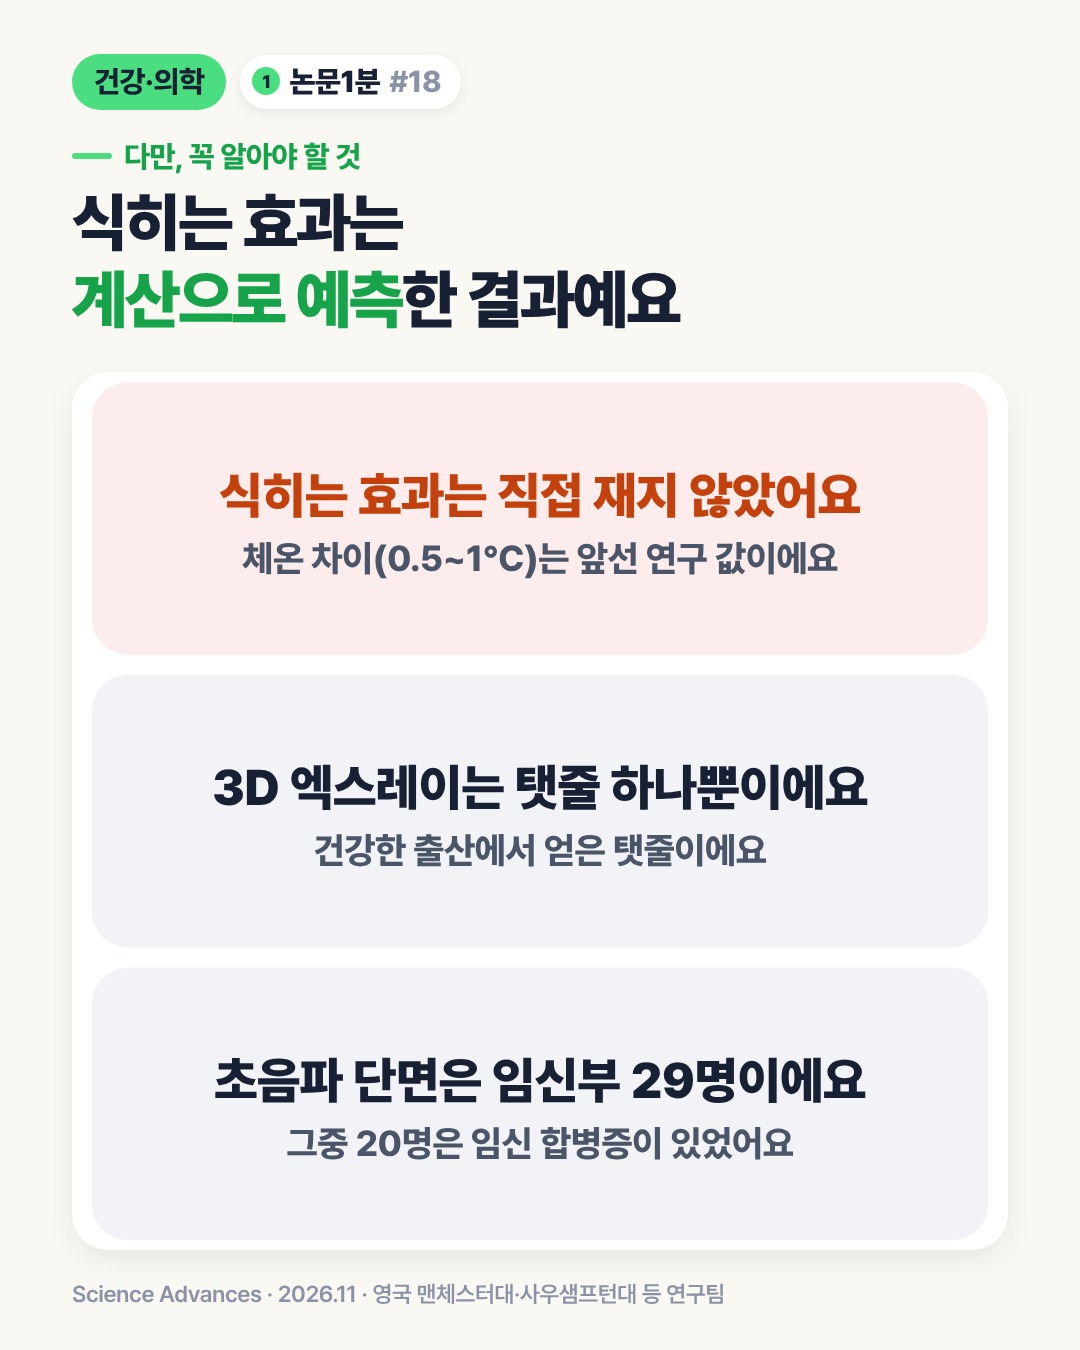 건강·의학
1 논문1분 #18
다만, 꼭 알아야 할 것
식히는 효과는
계산으로 예측한 결과예요
식히는 효과는 직접 재지 않았어요
체온 차이(0.5~1°C)는 앞선 연구 값이에요
3D 엑스레이는 탯줄 하나뿐이에요
건강한 출산에서 얻은 탯줄이에요
초음파 단면은 임신부 29명이에요
그중 20명은 임신 합병증이 있었어요
Science Advances · 2026.11 · 영국 맨체스터대·사우샘프턴대 등 연구팀